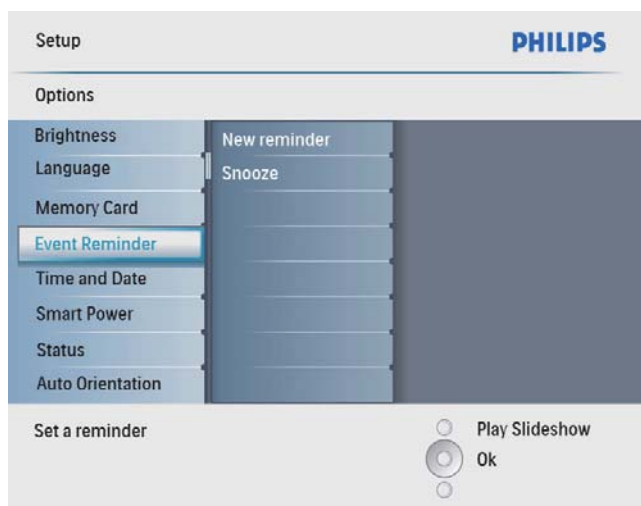 Setup
PHILIPS
Options
Brightness
Language
Memory Card
Event Reminder
Time and Date
Smart Power
Status
Auto Orientation
New reminder
Snooze
Set a reminder
Play Slideshow
Ok